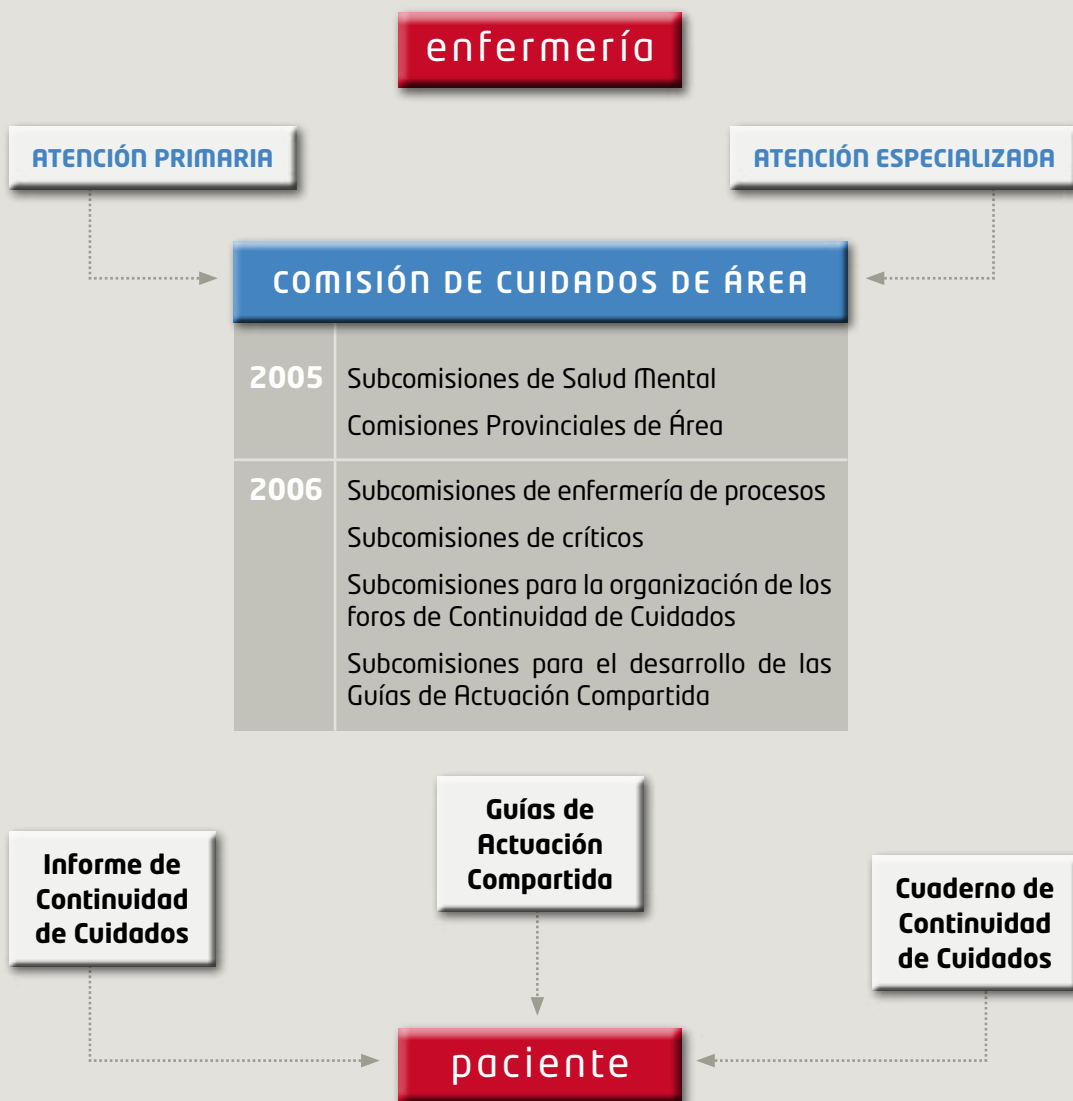 enfermería
ATENCIÓN PRIMARIA
ATENCIÓN ESPECIALIZADA
COMISIÓN DE CUIDADOS DE ÁREA
2005 Subcomisiones de Salud Mental
Comisiones Provinciales de Área
2006 Subcomisiones de enfermería de procesos
Subcomisiones de críticos
Subcomisiones para la organización de los
foros de Continuidad de Cuidados
Subcomisiones para el desarrollo de las
Guías de Actuación Compartida
Guías de
Actuación
Compartida
Informe de
Continuidad
de Cuidados
Cuaderno de
Continuidad
de Cuidados
paciente